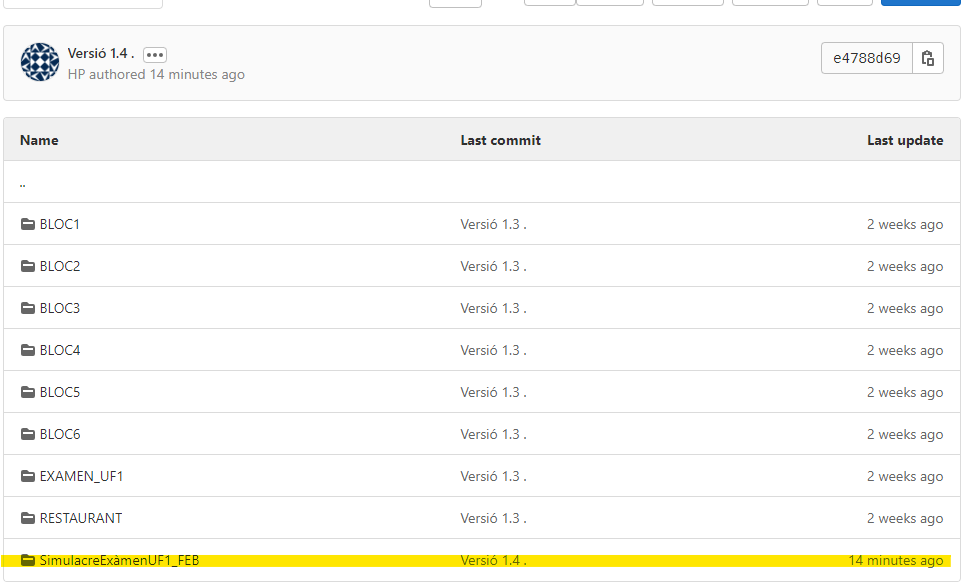 Versió 1.4 .
HP authored 14 minutes ago
e4788d69
Name Last commit Last update
..
BLOC1 Versió 1.3 . 2 weeks ago
BLOC2 Versió 1.3 . 2 weeks ago
BLOC3 Versió 1.3 . 2 weeks ago
BLOC4 Versió 1.3 . 2 weeks ago
BLOC5 Versió 1.3 . 2 weeks ago
BLOC6 Versió 1.3 . 2 weeks ago
EXAMEN_UF1 Versió 1.3 . 2 weeks ago
RESTAURANT Versió 1.3 . 2 weeks ago
SimulacreExàmenUF1_FEB Versió 1.4 . 14 minutes ago